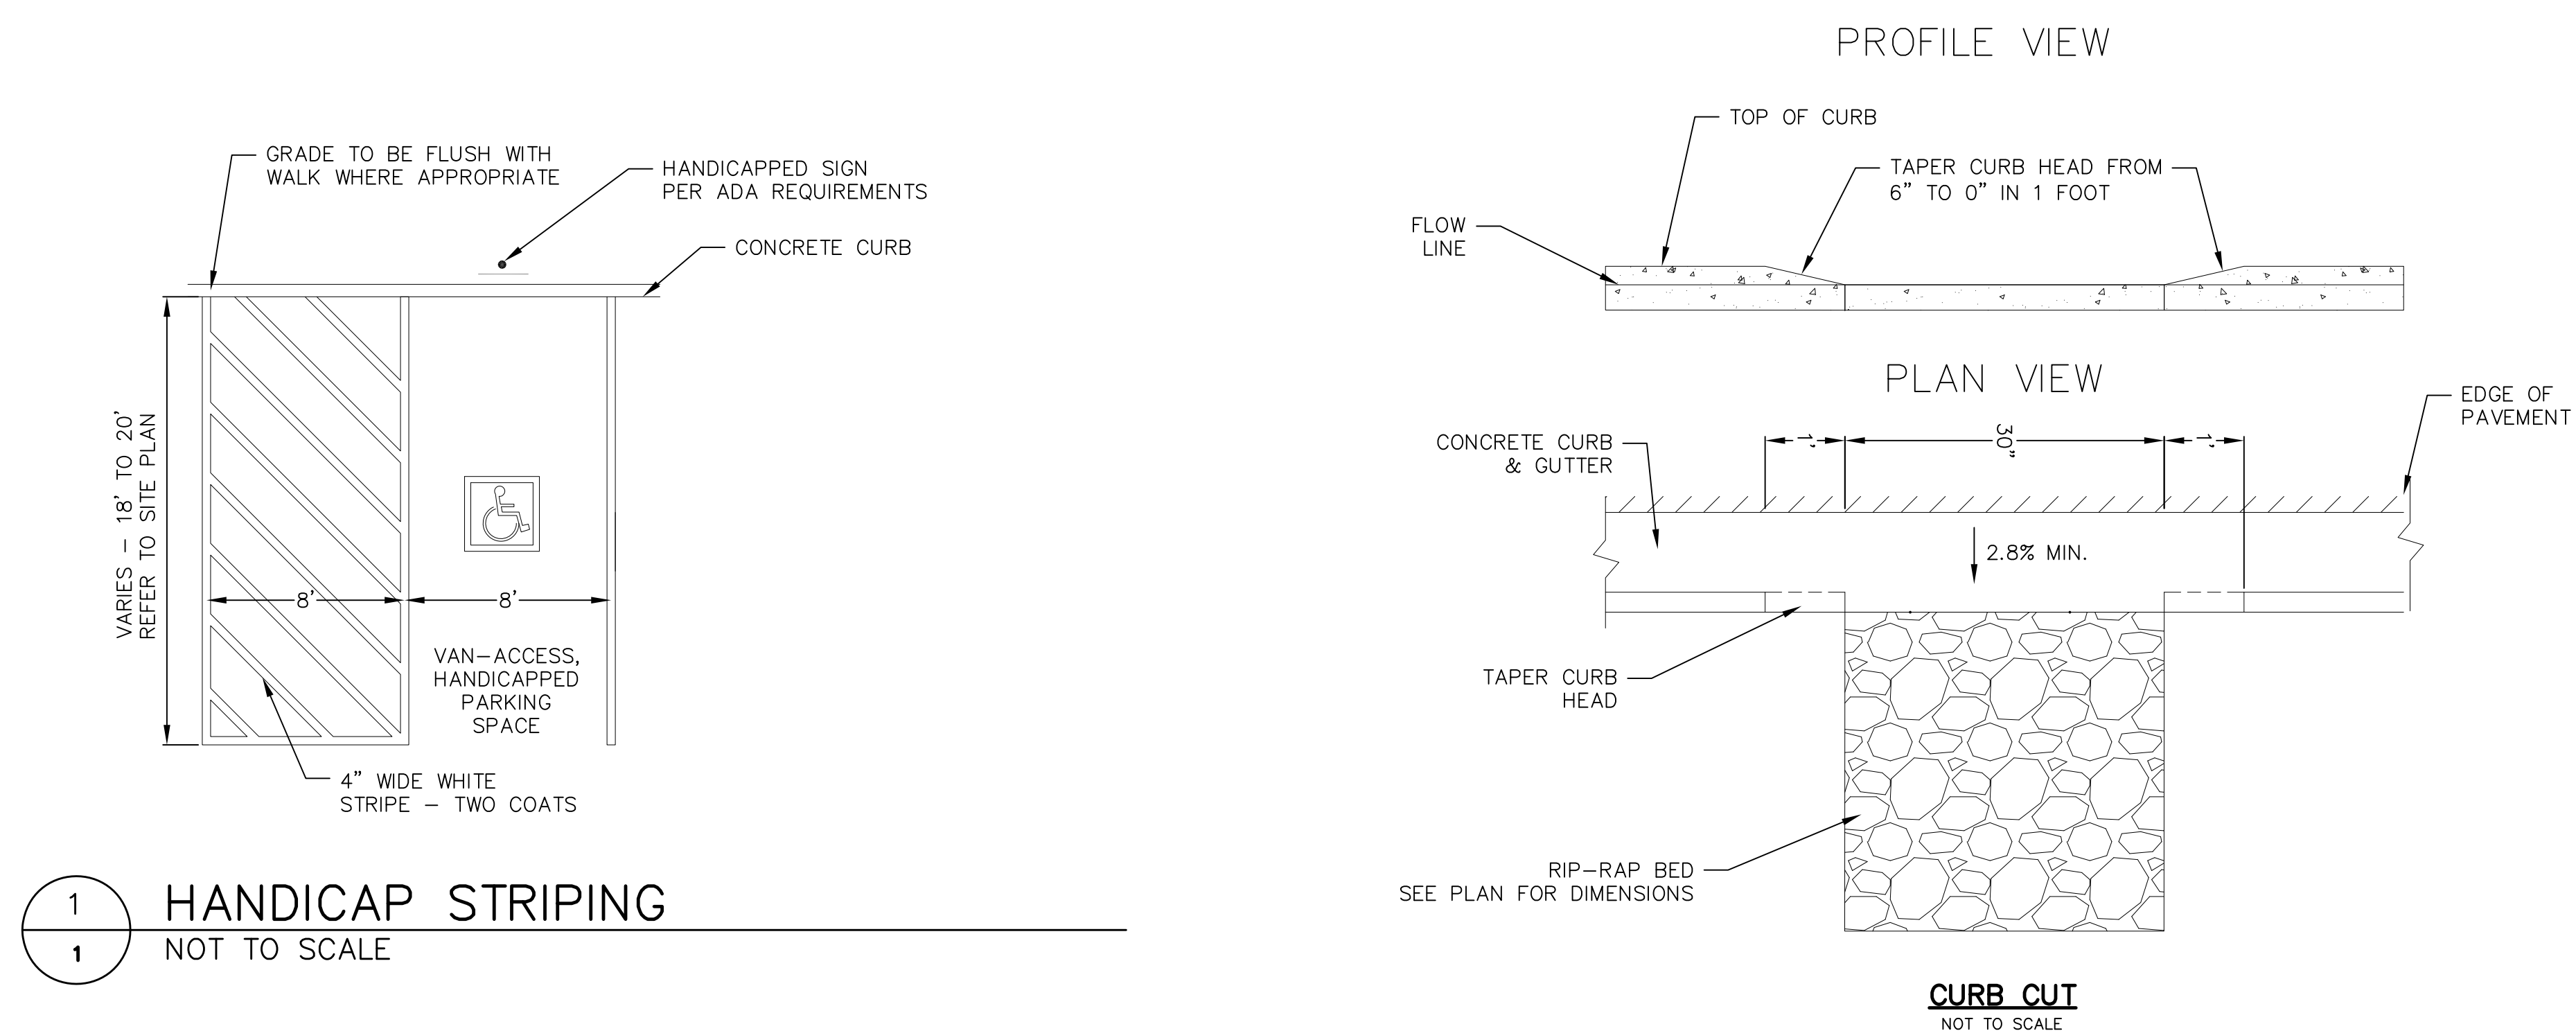 GRADE TO BE FLUSH WITH
WALK WHERE APPROPRIATE
HANDICAPPED SIGN
PER ADA REQUIREMENTS
CONCRETE CURB
VARIES – 18' TO 20'
REFER TO SITE PLAN
8'
8'
VAN–ACCESS,
HANDICAPPED
PARKING
SPACE
4" WIDE WHITE
STRIPE – TWO COATS
1
1
HANDICAP STRIPING
NOT TO SCALE
PROFILE VIEW
TOP OF CURB
TAPER CURB HEAD FROM
6" TO 0" IN 1 FOOT
FLOW
LINE
PLAN VIEW
EDGE OF
PAVEMENT
CONCRETE CURB
& GUTTER
1'
30"
1'
2.8% MIN.
TAPER CURB
HEAD
RIP–RAP BED
SEE PLAN FOR DIMENSIONS
CURB CUT
NOT TO SCALE